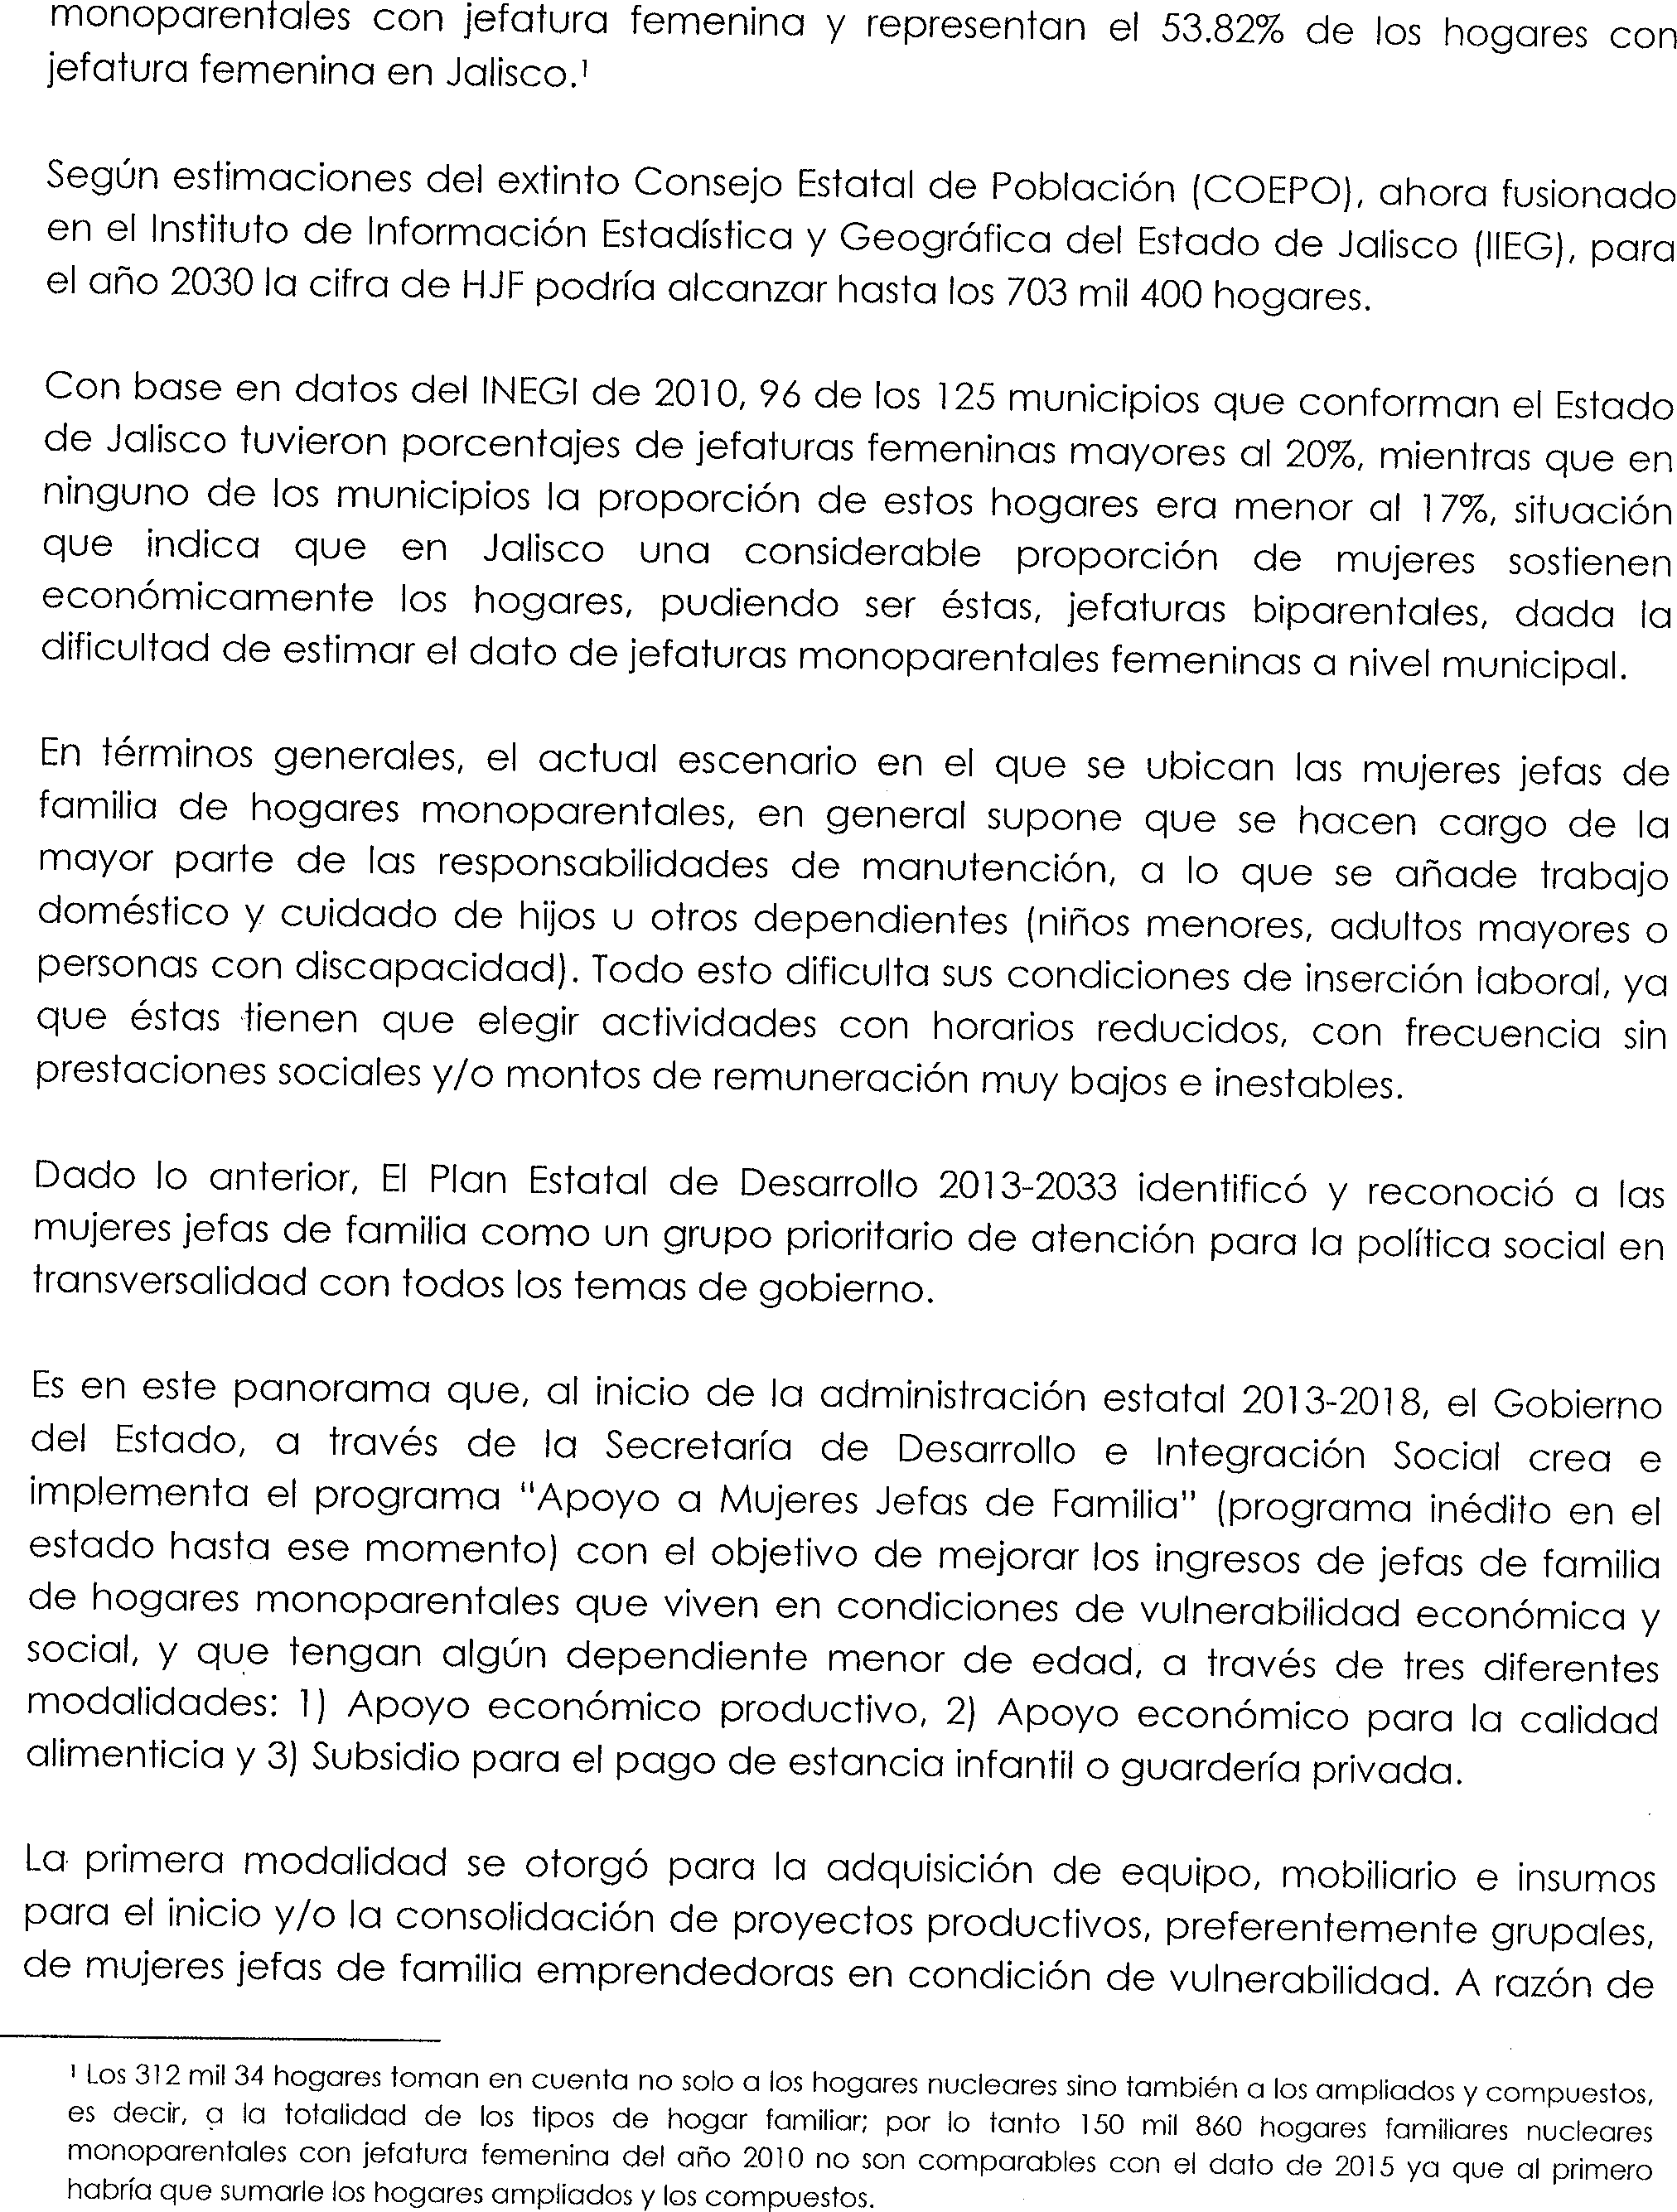 monoparentales con jefatura femenina y representan el 53.82% de los hogares con
jefatura femenina en Jalisco.¹
Según estimaciones del extinto Consejo Estatal de Población (COEPO), ahora fusionado
en el Instituto de Información Estadística y Geográfica del Estado de Jalisco (IIEG), para
el año 2030 la cifra de HJF podría alcanzar hasta los 703 mil 400 hogares.
Con base en datos del INEGI de 2010, 96 de los 125 municipios que conforman el Estado
de Jalisco tuvieron porcentajes de jefaturas femeninas mayores al 20%, mientras que en
ninguno de los municipios la proporción de estos hogares era menor al 17%, situación
que indica que en Jalisco una considerable proporción de mujeres sostienen
económicamente los hogares, pudiendo ser éstas, jefaturas biparentales, dada la
dificultad de estimar el dato de jefaturas monoparentales femeninas a nivel municipal.
En términos generales, el actual escenario en el que se ubican las mujeres jefas de
familia de hogares monoparentales, en general supone que se hacen cargo de la
mayor parte de las responsabilidades de manutención, a lo que se añade trabajo
doméstico y cuidado de hijos u otros dependientes (niños menores, adultos mayores o
personas con discapacidad). Todo esto dificulta sus condiciones de inserción laboral, ya
que éstas tienen que elegir actividades con horarios reducidos, con frecuencia sin
prestaciones sociales y/o montos de remuneración muy bajos e inestables.
Dado lo anterior, El Plan Estatal de Desarrollo 2013-2033 identificó y reconoció a las
mujeres jefas de familia como un grupo prioritario de atención para la política social en
transversalidad con todos los temas de gobierno.
Es en este panorama que, al inicio de la administración estatal 2013-2018, el Gobierno
del Estado, a través de la Secretaría de Desarrollo e Integración Social crea e
implementa el programa "Apoyo a Mujeres Jefas de Familia" (programa inédito en el
estado hasta ese momento) con el objetivo de mejorar los ingresos de jefas de familia
de hogares monoparentales que viven en condiciones de vulnerabilidad económica y
social, y que tengan algún dependiente menor de edad, a través de tres diferentes
modalidades: 1) Apoyo económico productivo, 2) Apoyo económico para la calidad
alimenticia y 3) Subsidio para el pago de estancia infantil o guardería privada.
La primera modalidad se otorgó para la adquisición de equipo, mobiliario e insumos
para el inicio y/o la consolidación de proyectos productivos, preferentemente grupales,
de mujeres jefas de familia emprendedoras en condición de vulnerabilidad. A razón de
¹ Los 312 mil 34 hogares toman en cuenta no solo a los hogares nucleares sino también a los ampliados y compuestos,
es decir, a la totalidad de los tipos de hogar familiar; por lo tanto 150 mil 860 hogares familiares nucleares
monoparentales con jefatura femenina del año 2010 no son comparables con el dato de 2015 ya que al primero
habría que sumarle los hogares ampliados y los compuestos.